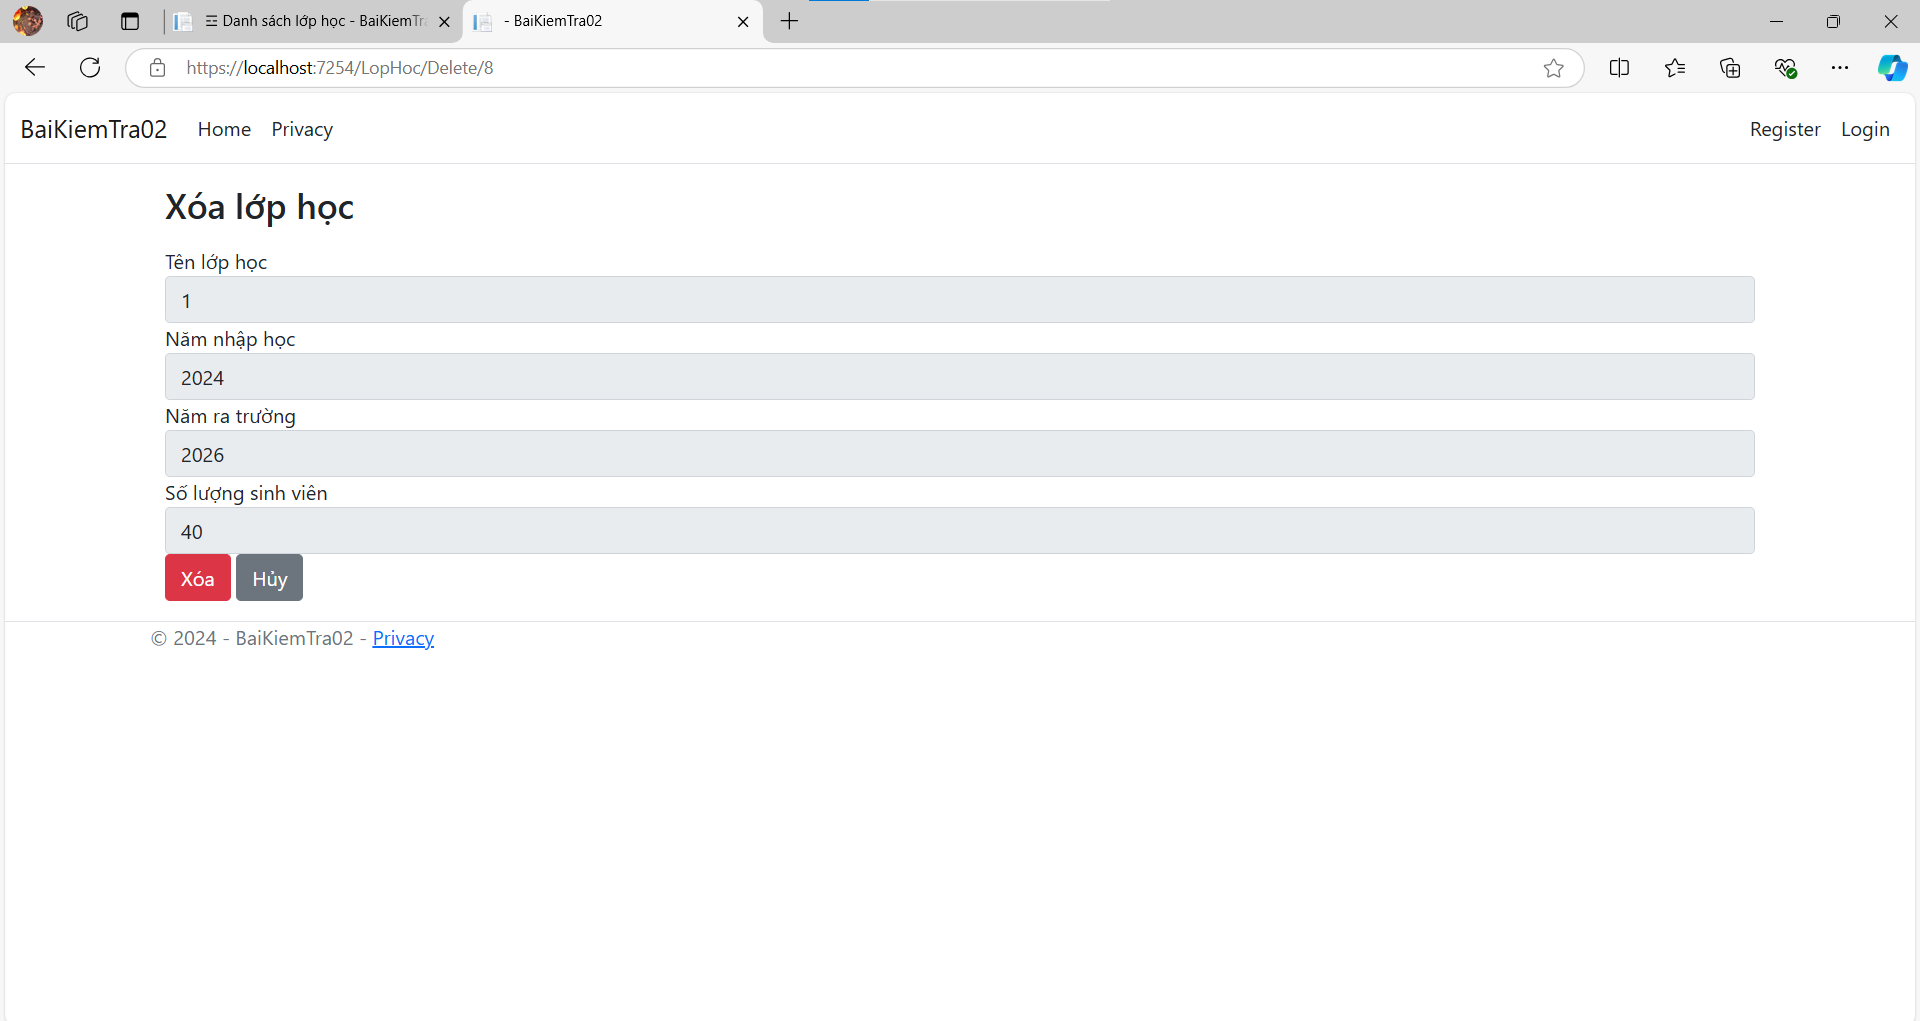 ☲ Danh sách lớp học - BaiKiemTra
- BaiKiemTra02
https://localhost:7254/LopHoc/Delete/8
BaiKiemTra02 Home Privacy Register Login
Xóa lớp học
Tên lớp học
1
Năm nhập học
2024
Năm ra trường
2026
Số lượng sinh viên
40
Xóa Hủy
© 2024 - BaiKiemTra02 - Privacy